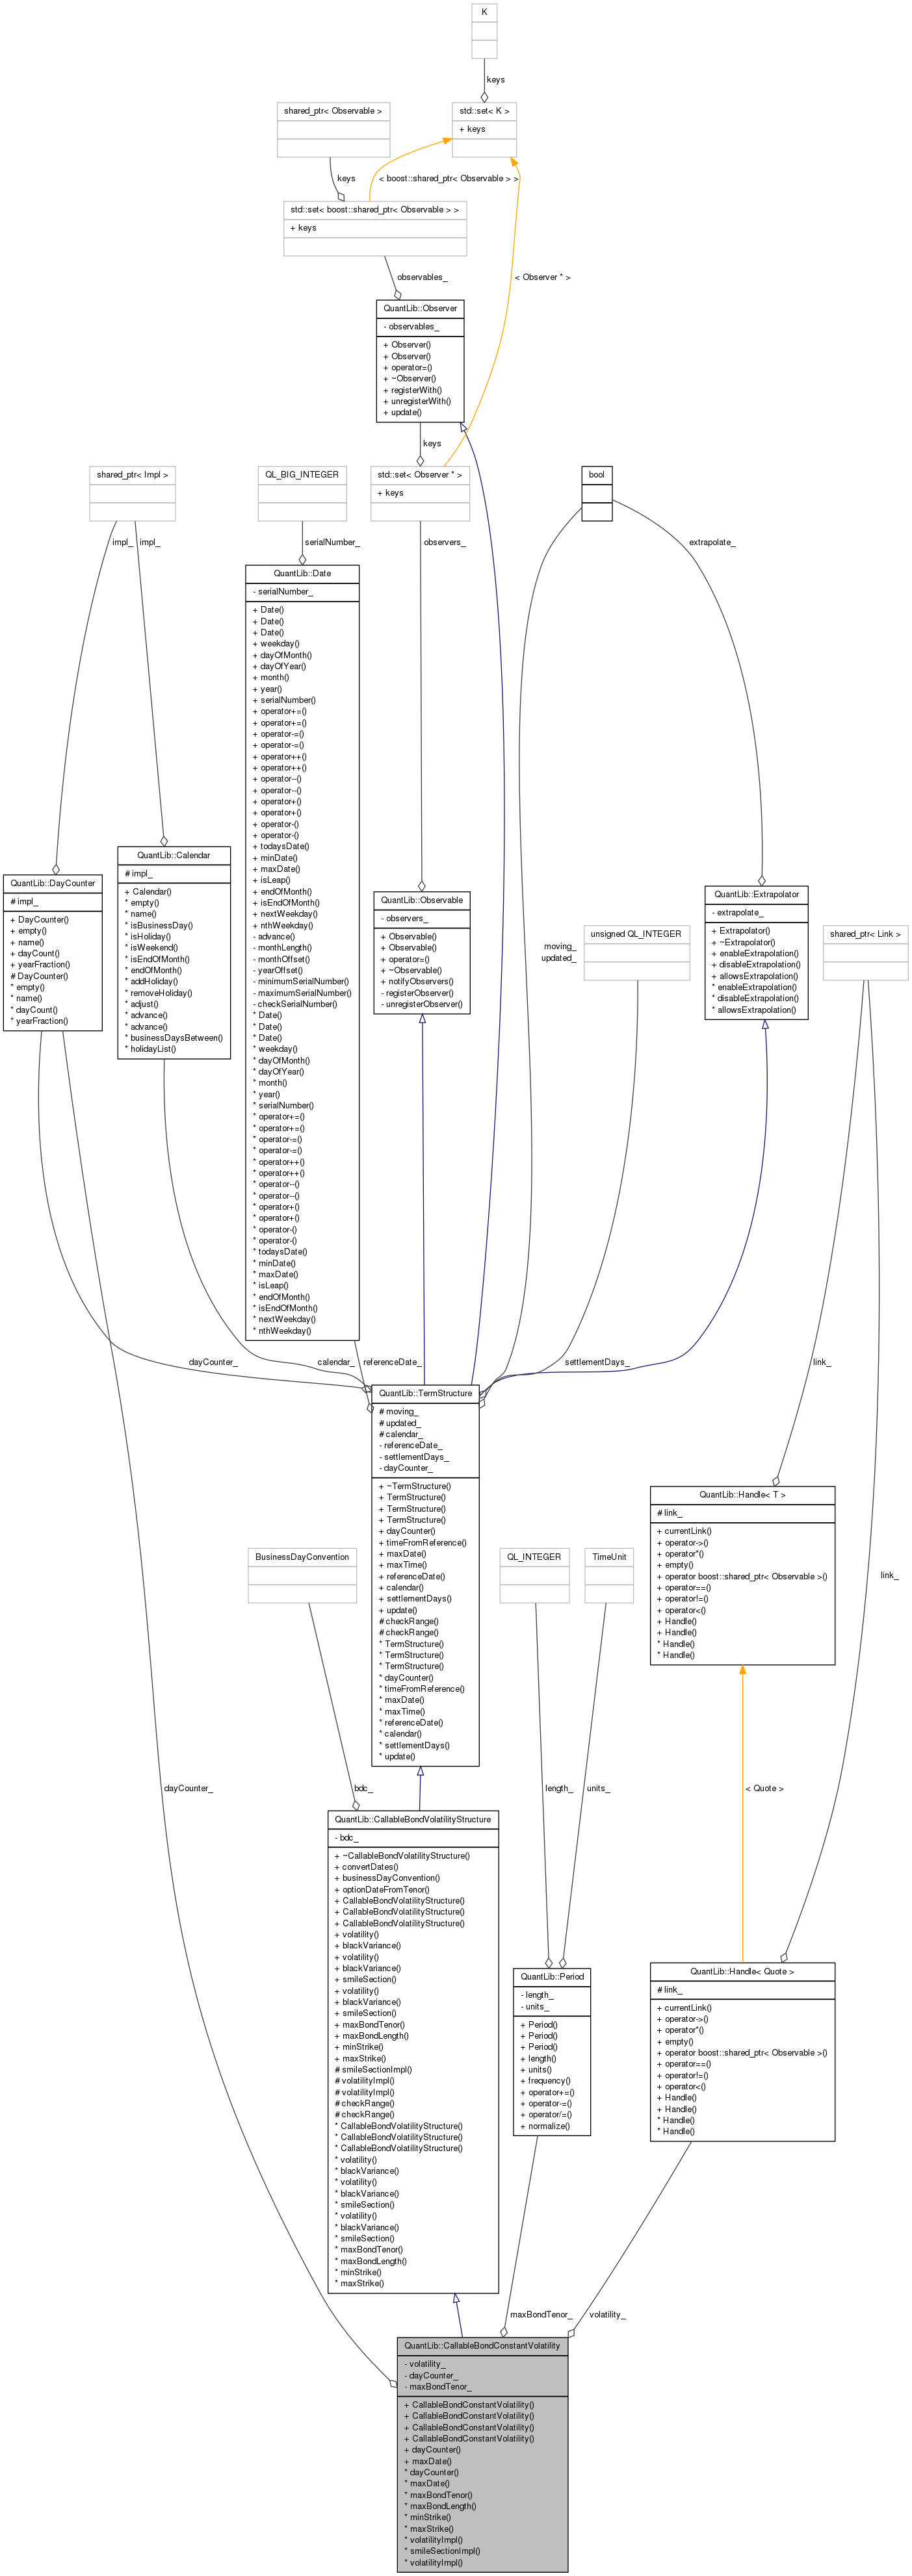 K
keys
shared_ptr< Observable >
std::set< K >
+ keys
keys
< boost::shared_ptr< Observable > >
std::set< boost::shared_ptr< Observable > >
+ keys
observables_
< Observer * >
QuantLib::Observer
- observables_
+ Observer()
+ Observer()
+ operator=()
+ ~Observer()
+ registerWith()
+ unregisterWith()
+ update()
keys
shared_ptr< Impl >
QL_BIG_INTEGER
std::set< Observer * >
+ keys
bool
impl_
impl_
serialNumber_
observers_
extrapolate_
QuantLib::Date
- serialNumber_
+ Date()
+ Date()
+ Date()
+ weekday()
+ dayOfMonth()
+ dayOfYear()
+ month()
+ year()
+ serialNumber()
+ operator+=()
+ operator+=()
+ operator-=()
+ operator-=()
+ operator++()
+ operator++()
+ operator--()
+ operator--()
+ operator+()
+ operator+()
+ operator-()
+ operator-()
+ todaysDate()
+ minDate()
+ maxDate()
+ isLeap()
+ endOfMonth()
+ isEndOfMonth()
+ nextWeekday()
+ nthWeekday()
- advance()
- monthLength()
- monthOffset()
- yearOffset()
- minimumSerialNumber()
- maximumSerialNumber()
- checkSerialNumber()
* Date()
* Date()
* Date()
* weekday()
* dayOfMonth()
* dayOfYear()
* month()
* year()
* serialNumber()
* operator+=()
* operator+=()
* operator-=()
* operator-=()
* operator++()
* operator++()
* operator--()
* operator--()
* operator+()
* operator+()
* operator-()
* operator-()
* todaysDate()
* minDate()
* maxDate()
* isLeap()
* endOfMonth()
* isEndOfMonth()
* nextWeekday()
* nthWeekday()
QuantLib::Calendar
# impl_
+ Calendar()
* empty()
* name()
* isBusinessDay()
* isHoliday()
* isWeekend()
* isEndOfMonth()
* endOfMonth()
* addHoliday()
* removeHoliday()
* adjust()
* advance()
* advance()
* businessDaysBetween()
* holidayList()
QuantLib::DayCounter
# impl_
+ DayCounter()
+ empty()
+ name()
+ dayCount()
+ yearFraction()
# DayCounter()
* empty()
* name()
* dayCount()
* yearFraction()
QuantLib::Observable
- observers_
+ Observable()
+ Observable()
+ operator=()
+ ~Observable()
+ notifyObservers()
- registerObserver()
- unregisterObserver()
moving_
updated_
unsigned QL_INTEGER
QuantLib::Extrapolator
- extrapolate_
+ Extrapolator()
+ ~Extrapolator()
+ enableExtrapolation()
+ disableExtrapolation()
+ allowsExtrapolation()
* enableExtrapolation()
* disableExtrapolation()
* allowsExtrapolation()
shared_ptr< Link >
dayCounter_
calendar_
referenceDate_
settlementDays_
link_
QuantLib::TermStructure
# moving_
# updated_
# calendar_
- referenceDate_
- settlementDays_
- dayCounter_
+ ~TermStructure()
+ TermStructure()
+ TermStructure()
+ TermStructure()
+ dayCounter()
+ timeFromReference()
+ maxDate()
+ maxTime()
+ referenceDate()
+ calendar()
+ settlementDays()
+ update()
# checkRange()
# checkRange()
* TermStructure()
* TermStructure()
* TermStructure()
* dayCounter()
* timeFromReference()
* maxDate()
* maxTime()
* referenceDate()
* calendar()
* settlementDays()
* update()
QuantLib::Handle< T >
# link_
+ currentLink()
+ operator->()
+ operator*()
+ empty()
+ operator boost::shared_ptr< Observable >()
+ operator==()
+ operator!=()
+ operator<()
+ Handle()
+ Handle()
* Handle()
* Handle()
link_
BusinessDayConvention
QL_INTEGER
TimeUnit
dayCounter_
bdc_
length_
units_
< Quote >
QuantLib::CallableBondVolatilityStructure
- bdc_
+ ~CallableBondVolatilityStructure()
+ convertDates()
+ businessDayConvention()
+ optionDateFromTenor()
+ CallableBondVolatilityStructure()
+ CallableBondVolatilityStructure()
+ CallableBondVolatilityStructure()
+ volatility()
+ blackVariance()
+ volatility()
+ blackVariance()
+ smileSection()
+ volatility()
+ blackVariance()
+ smileSection()
+ maxBondTenor()
+ maxBondLength()
+ minStrike()
+ maxStrike()
# smileSectionImpl()
# volatilityImpl()
# volatilityImpl()
# checkRange()
# checkRange()
* CallableBondVolatilityStructure()
* CallableBondVolatilityStructure()
* CallableBondVolatilityStructure()
* volatility()
* blackVariance()
* volatility()
* blackVariance()
* smileSection()
* volatility()
* blackVariance()
* smileSection()
* maxBondTenor()
* maxBondLength()
* minStrike()
* maxStrike()
QuantLib::Period
- length_
- units_
+ Period()
+ Period()
+ Period()
+ length()
+ units()
+ frequency()
+ operator+=()
+ operator-=()
+ operator/=()
+ normalize()
QuantLib::Handle< Quote >
# link_
+ currentLink()
+ operator->()
+ operator*()
+ empty()
+ operator boost::shared_ptr< Observable >()
+ operator==()
+ operator!=()
+ operator<()
+ Handle()
+ Handle()
* Handle()
* Handle()
maxBondTenor_
volatility_
QuantLib::CallableBondConstantVolatility
- volatility_
- dayCounter_
- maxBondTenor_
+ CallableBondConstantVolatility()
+ CallableBondConstantVolatility()
+ CallableBondConstantVolatility()
+ CallableBondConstantVolatility()
+ dayCounter()
+ maxDate()
* dayCounter()
* maxDate()
* maxBondTenor()
* maxBondLength()
* minStrike()
* maxStrike()
* volatilityImpl()
* smileSectionImpl()
* volatilityImpl()